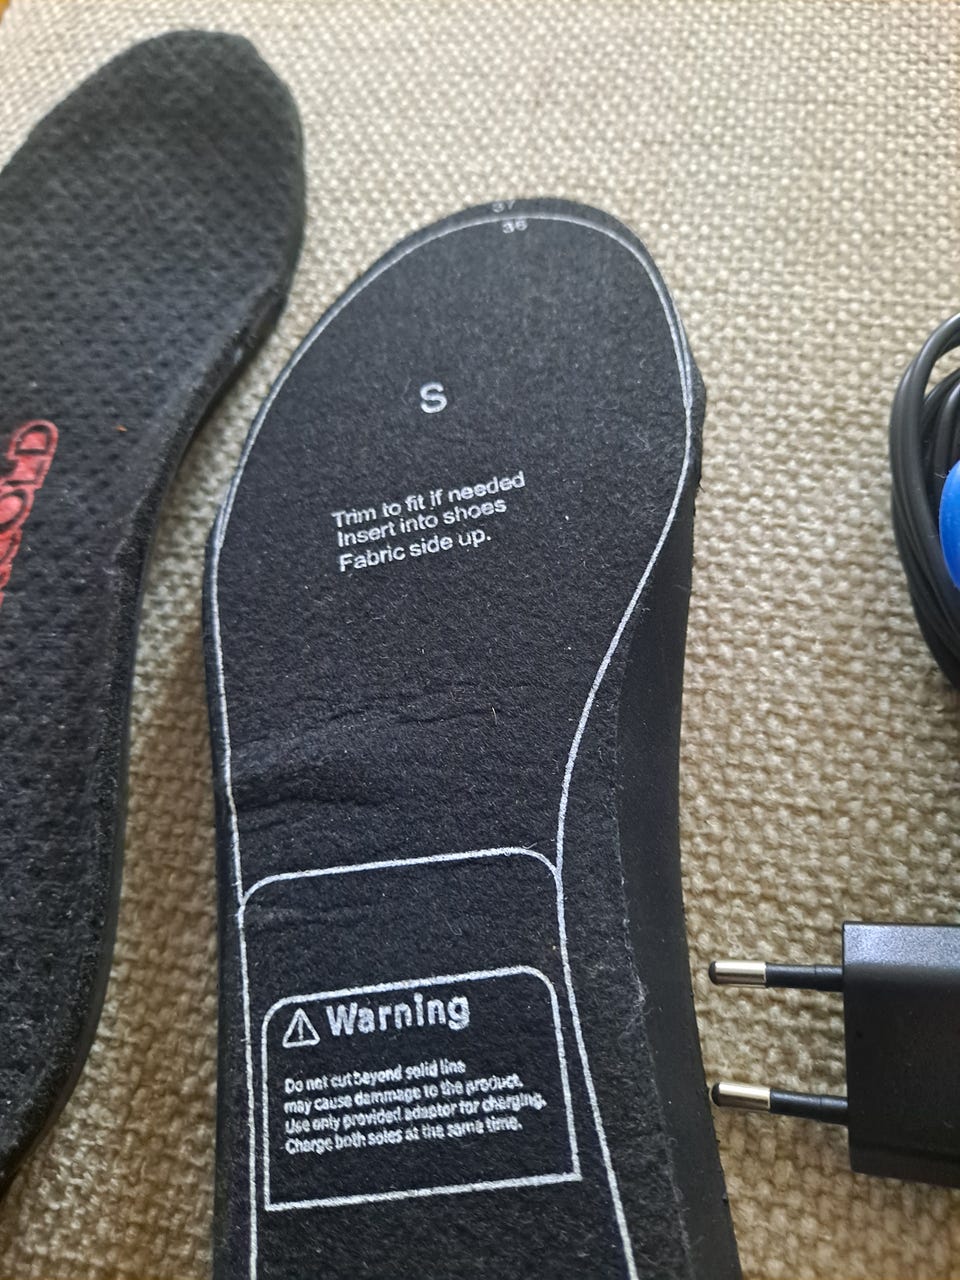 37
36
S
Trim to fit if needed
Insert into shoes
Fabric side up.
Warning
Do not cut beyond solid line
may cause dammage to the product.
Use only provided adaptor for charging.
Charge both soles at the same time.